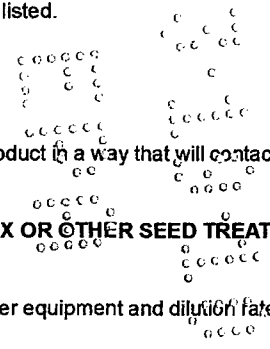 listed.
oduct in a way that will contac
X OR OTHER SEED TREAT
er equipment and dilution rate